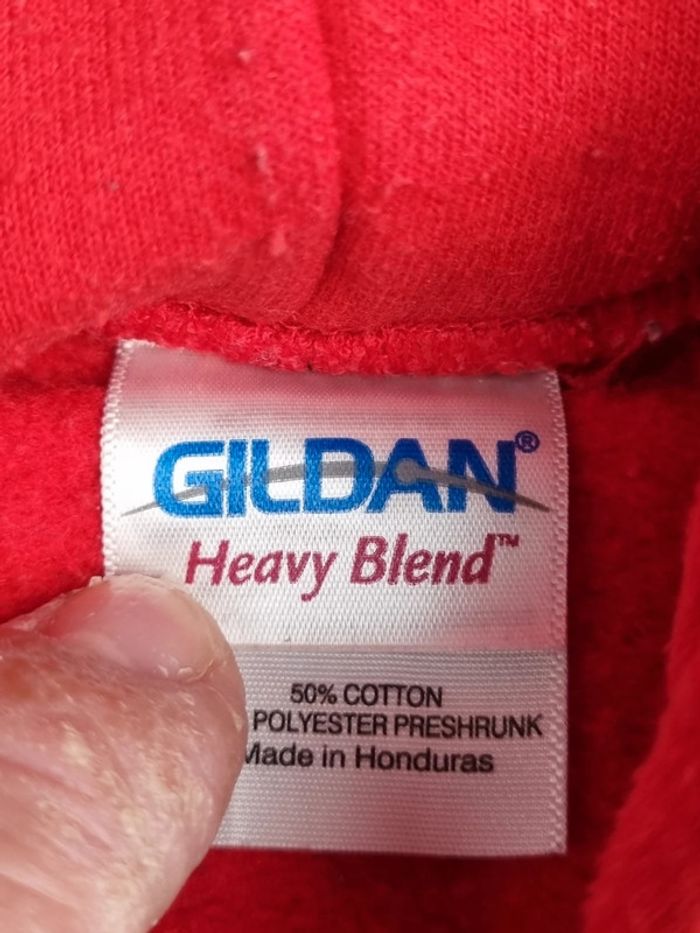 GILDAN®
Heavy Blend™
50% COTTON
POLYESTER PRESHRUNK
Made in Honduras